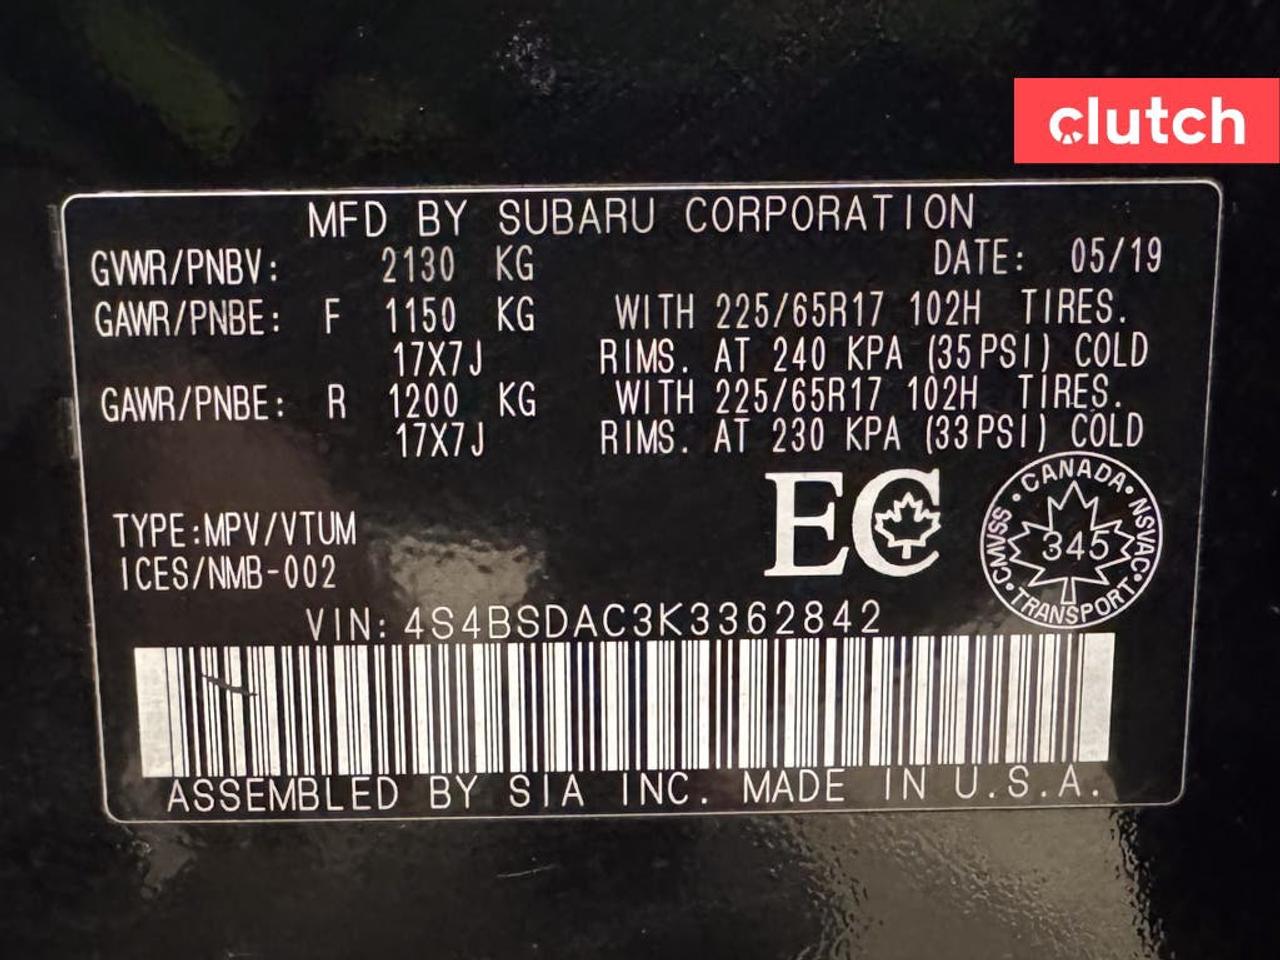 clutch
MFD BY SUBARU CORPORATION
GVWR/PNBV: 2130 KG DATE: 05/19
GAWR/PNBE: F 1150 KG WITH 225/65R17 102H TIRES.
17X7J RIMS. AT 240 KPA (35PSI) COLD
GAWR/PNBE: R 1200 KG WITH 225/65R17 102H TIRES.
17X7J RIMS. AT 230 KPA (33PSI) COLD
EC
CANADA • NSVAC • TRANSPORT • CMVSS •
345
TYPE:MPV/VTUM
ICES/NMB-002
VIN: 4S4BSDAC3K3362842
ASSEMBLED BY SIA INC. MADE IN U.S.A.